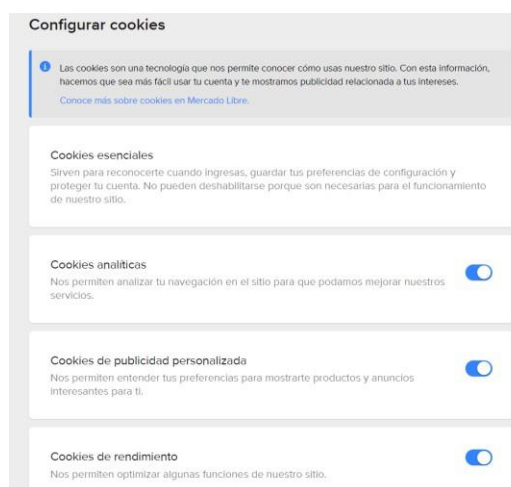 Configurar cookies
Las cookies son una tecnología que nos permite conocer cómo usas nuestro sitio. Con esta información,
hacemos que sea más fácil usar tu cuenta y te mostramos publicidad relacionada a tus intereses.
Conoce más sobre cookies en Mercado Libre.
Cookies esenciales
Sirven para reconocerte cuando ingresas, guardar tus preferencias de configuración y
proteger tu cuenta. No pueden deshabilitarse porque son necesarias para el funcionamiento
de nuestro sitio.
Cookies analíticas
Nos permiten analizar tu navegación en el sitio para que podamos mejorar nuestros
servicios.
Cookies de publicidad personalizada
Nos permiten entender tus preferencias para mostrarte productos y anuncios
interesantes para ti.
Cookies de rendimiento
Nos permiten optimizar algunas funciones de nuestro sitio.